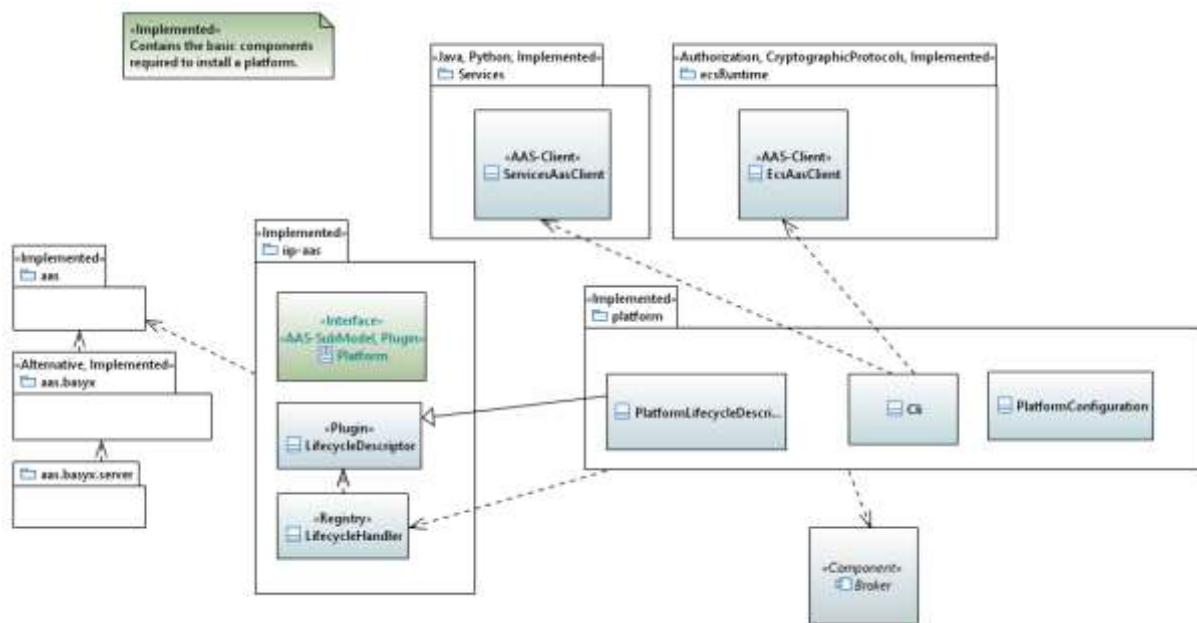 «Implemented»
Contains the basic components
required to install a platform.
«Java, Python, Implemented»
Services
«AAS-Client»
ServicesAasClient
«Authorization, CryptographicProtocols, Implemented»
ecsRuntime
«AAS-Client»
EcsAasClient
«Implemented»
aas
«Alternative, Implemented»
aas.basyx
aas.basyx.server
«Implemented»
iip-aas
«Interface»
«AAS-SubModel, Plugin»
Platform
«Plugin»
LifecycleDescriptor
«Registry»
LifecycleHandler
«Implemented»
platform
PlatformLifecycleDescri...
Cli
PlatformConfiguration
«Component»
Broker